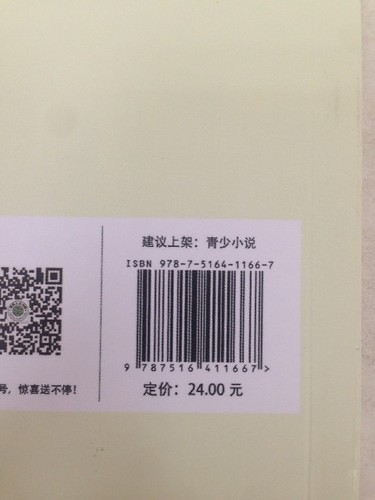 建议上架：青少小说
ISBN 978-7-5164-1166-7
9 787516 411667 >
号，惊喜送不停！
定价：24.00 元